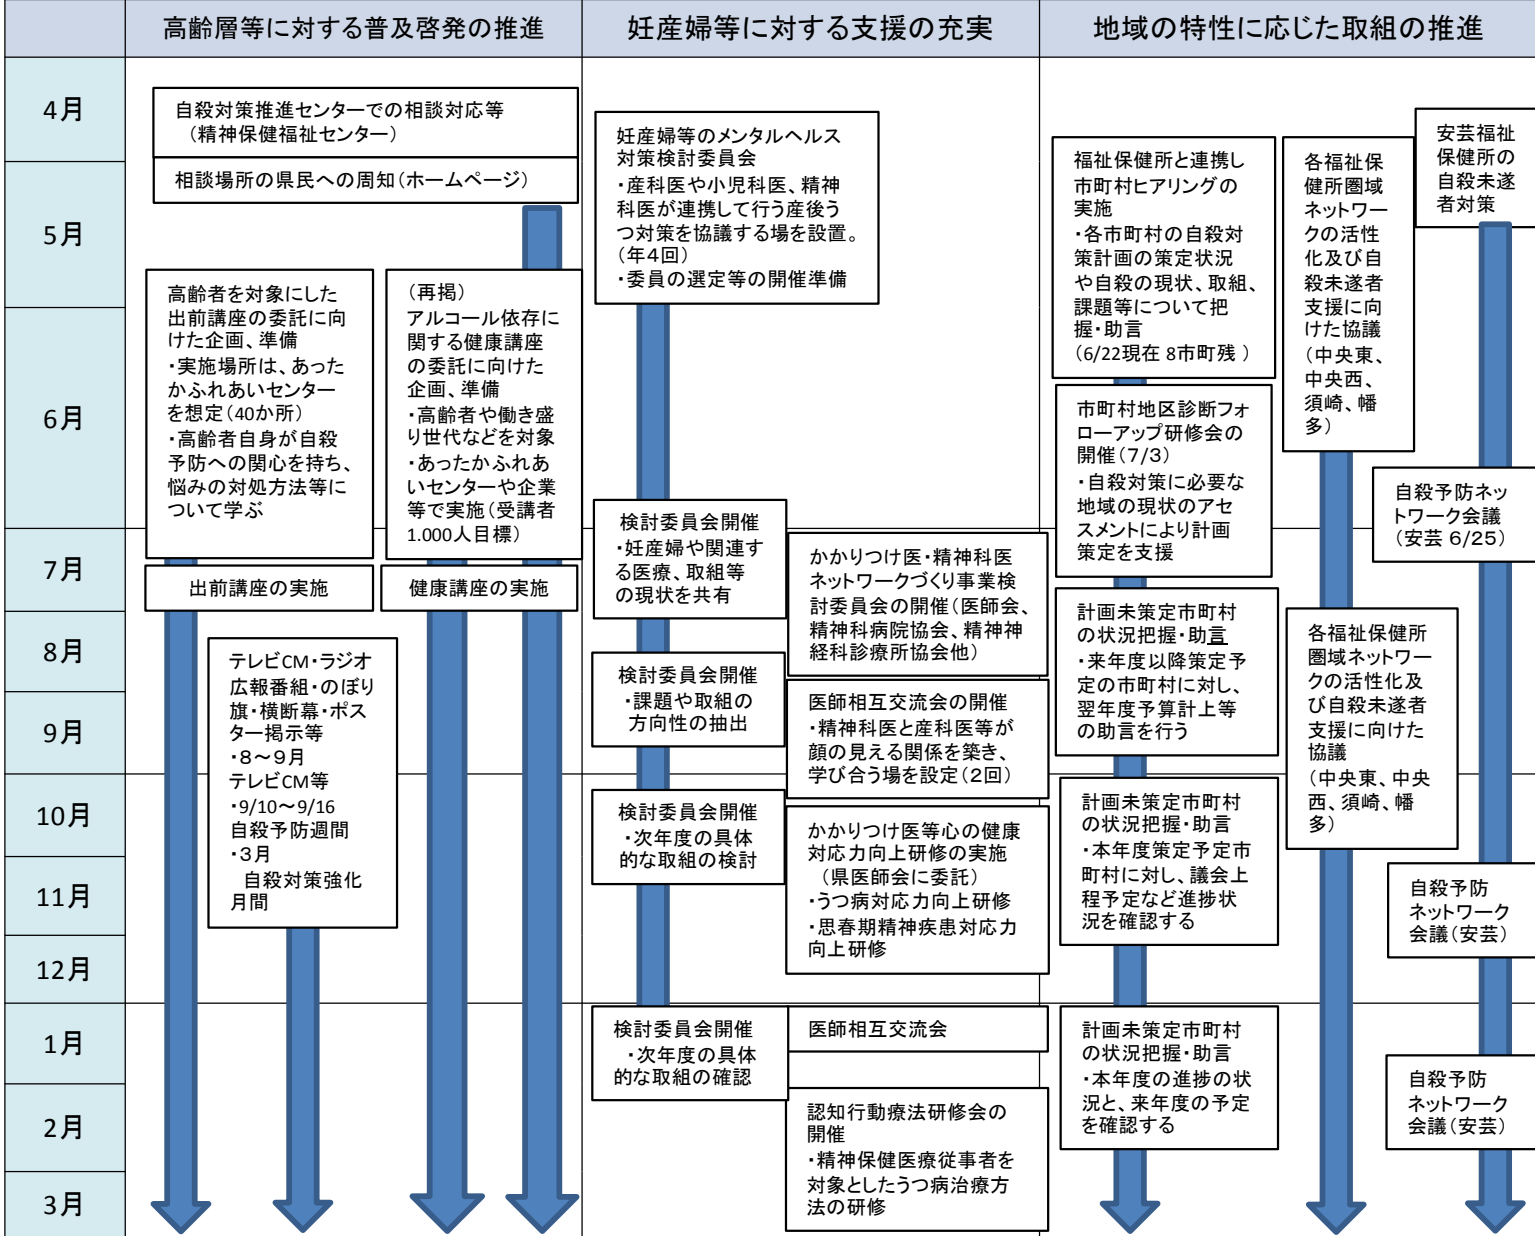 高齢層等に対する普及啓発の推進
妊産婦等に対する支援の充実
地域の特性に応じた取組の推進
4月
5月
6月
7月
8月
9月
10月
11月
12月
1月
2月
3月
自殺対策推進センターでの相談対応等
(精神保健福祉センター)
相談場所の県民への周知(ホームページ)
高齢者を対象にした
出前講座の委託に向
けた企画、準備
・実施場所は、あった
かふれあいセンター
を想定(40か所)
・高齢者自身が自殺
予防への関心を持ち、
悩みの対処方法等に
ついて学ぶ
出前講座の実施
(再掲)
アルコール依存に
関する健康講座
の委託に向けた
企画、準備
・高齢者や働き盛
り世代などを対象
・あったかふれあ
いセンターや企業
等で実施(受講者
1.000人目標)
健康講座の実施
テレビCM・ラジオ
広報番組・のぼり
旗・横断幕・ポス
ター掲示等
・8～9月
テレビCM等
・9/10～9/16
自殺予防週間
・3月
自殺対策強化
月間
妊産婦等のメンタルヘルス
対策検討委員会
・産科医や小児科医、精神
科医が連携して行う産後う
つ対策を協議する場を設置。
(年4回)
・委員の選定等の開催準備
検討委員会開催
・妊産婦や関連す
る医療、取組等
の現状を共有
検討委員会開催
・課題や取組の
方向性の抽出
検討委員会開催
・次年度の具体
的な取組の検討
検討委員会開催
・次年度の具体
的な取組の確認
かかりつけ医・精神科医
ネットワークづくり事業検
討委員会の開催(医師会、
精神科病院協会、精神神
経科診療所協会他)
医師相互交流会の開催
・精神科医と産科医等が
顔の見える関係を築き、
学び合う場を設定(2回)
かかりつけ医等心の健康
対応力向上研修の実施
(県医師会に委託)
・うつ病対応力向上研修
・思春期精神疾患対応力
向上研修
医師相互交流会
認知行動療法研修会の
開催
・精神保健医療従事者を
対象としたうつ病治療方
法の研修
福祉保健所と連携し
市町村ヒアリングの
実施
・各市町村の自殺対
策計画の策定状況
や自殺の現状、取組、
課題等について把
握・助言
(6/22現在 8市町残 )
市町村地区診断フォ
ローアップ研修会の
開催(7/3)
・自殺対策に必要な
地域の現状のアセ
スメントにより計画
策定を支援
計画未策定市町村
の状況把握・助言
・来年度以降策定予
定の市町村に対し、
翌年度予算計上等
の助言を行う
計画未策定市町村
の状況把握・助言
・本年度策定予定市
町村に対し、議会上
程予定など進捗状
況を確認する
計画未策定市町村
の状況把握・助言
・本年度の進捗の状
況と、来年度の予定
を確認する
各福祉保
健所圏域
ネットワー
クの活性
化及び自
殺未遂者
支援に向
けた協議
(中央東、
中央西、
須崎、幡
多)
各福祉保健所
圏域ネットワー
クの活性化及
び自殺未遂者
支援に向けた
協議
(中央東、中央
西、須崎、幡
多)
安芸福祉
保健所の
自殺未遂
者対策
自殺予防ネッ
トワーク会議
(安芸 6/25)
自殺予防
ネットワーク
会議(安芸)
自殺予防
ネットワーク
会議(安芸)